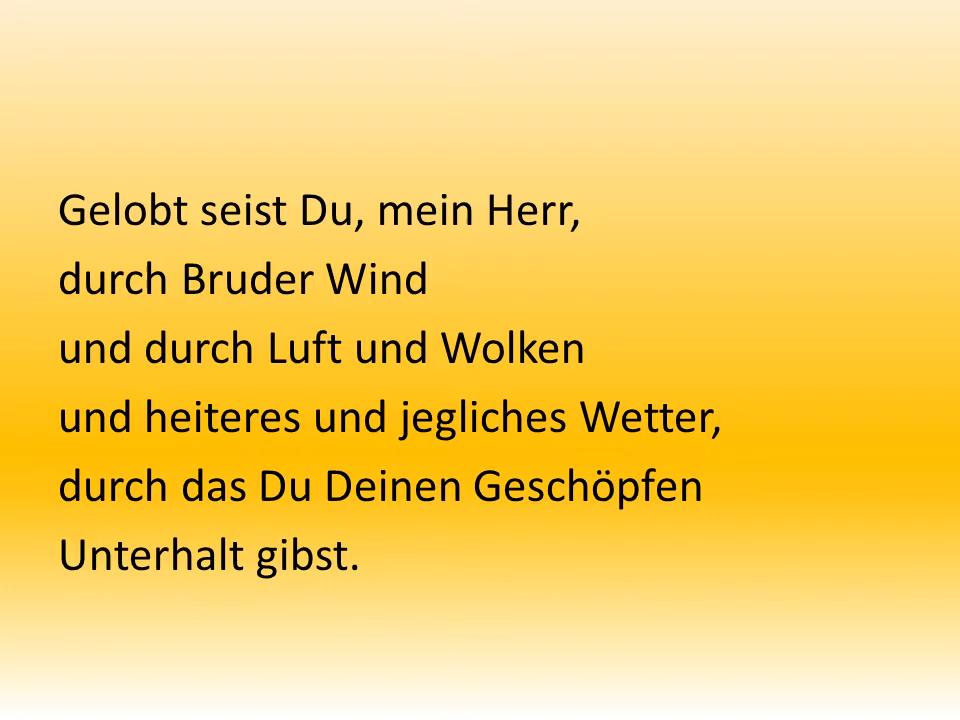 Gelobt seist Du, mein Herr,
durch Bruder Wind
und durch Luft und Wolken
und heiteres und jegliches Wetter,
durch das Du Deinen Geschöpfen
Unterhalt gibst.